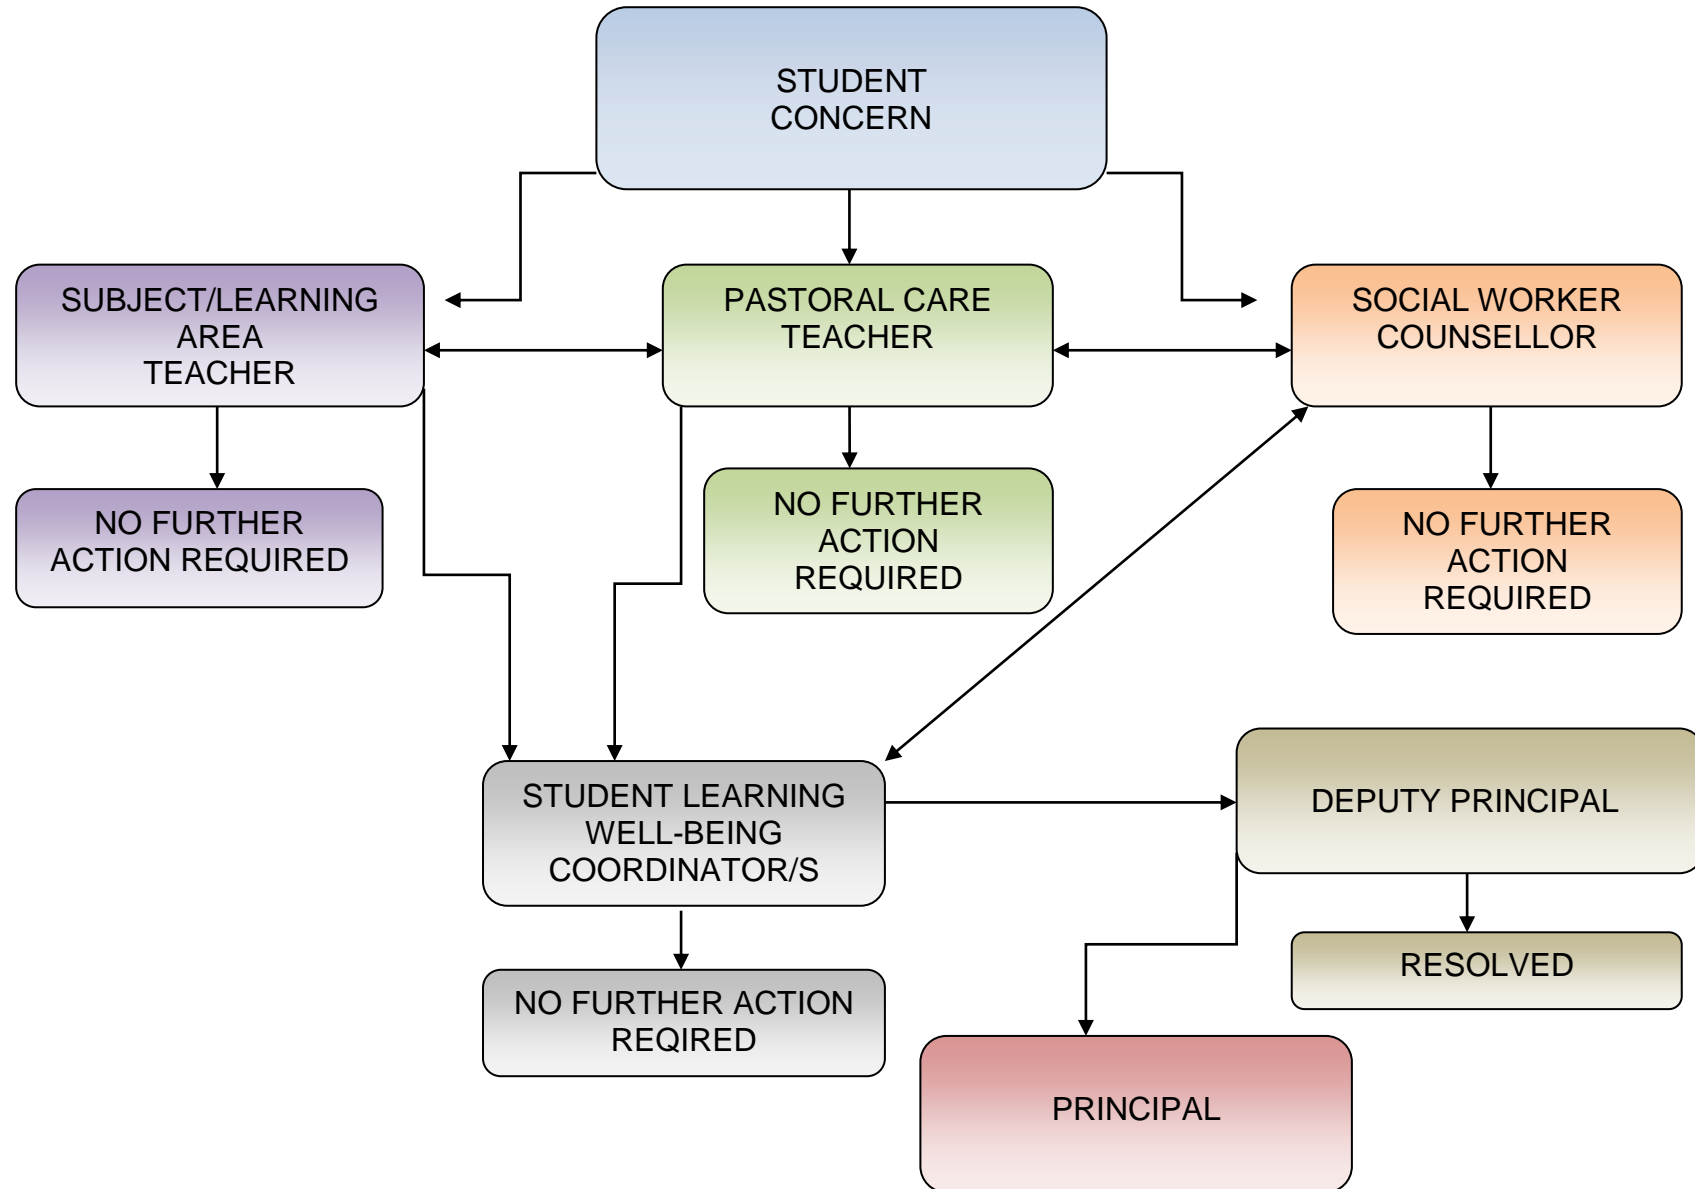 STUDENT
CONCERN
SUBJECT/LEARNING
AREA
TEACHER
PASTORAL CARE
TEACHER
SOCIAL WORKER
COUNSELLOR
NO FURTHER
ACTION REQUIRED
NO FURTHER
ACTION
REQUIRED
NO FURTHER
ACTION
REQUIRED
STUDENT LEARNING
WELL-BEING
COORDINATOR/S
DEPUTY PRINCIPAL
NO FURTHER ACTION
REQIRED
RESOLVED
PRINCIPAL